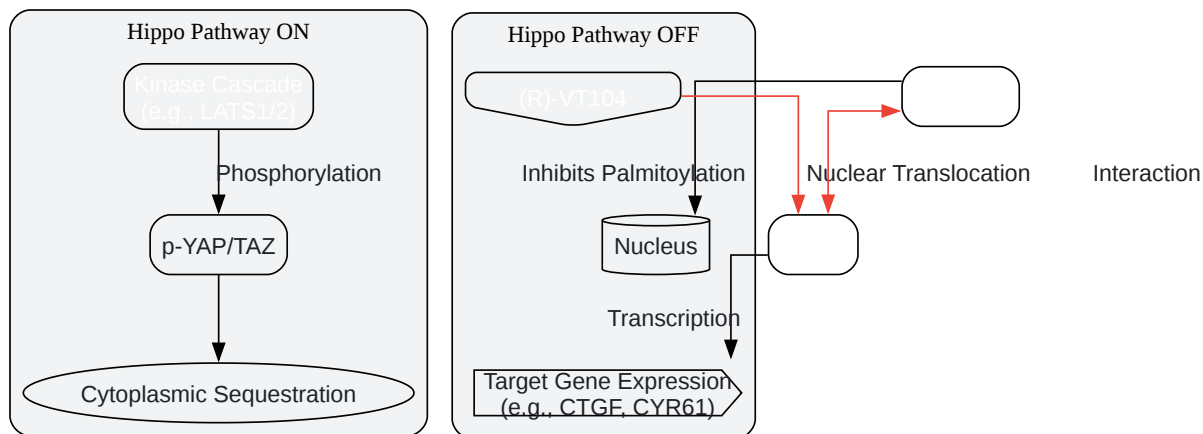 Hippo Pathway ON
Kinase Cascade
(e.g., LATS1/2)
Phosphorylation
p-YAP/TAZ
Cytoplasmic Sequestration
Hippo Pathway OFF
(R)-VT104
Inhibits Palmitoylation
Nuclear Translocation
Interaction
Nucleus
Transcription
Target Gene Expression
(e.g., CTGF, CYR61)